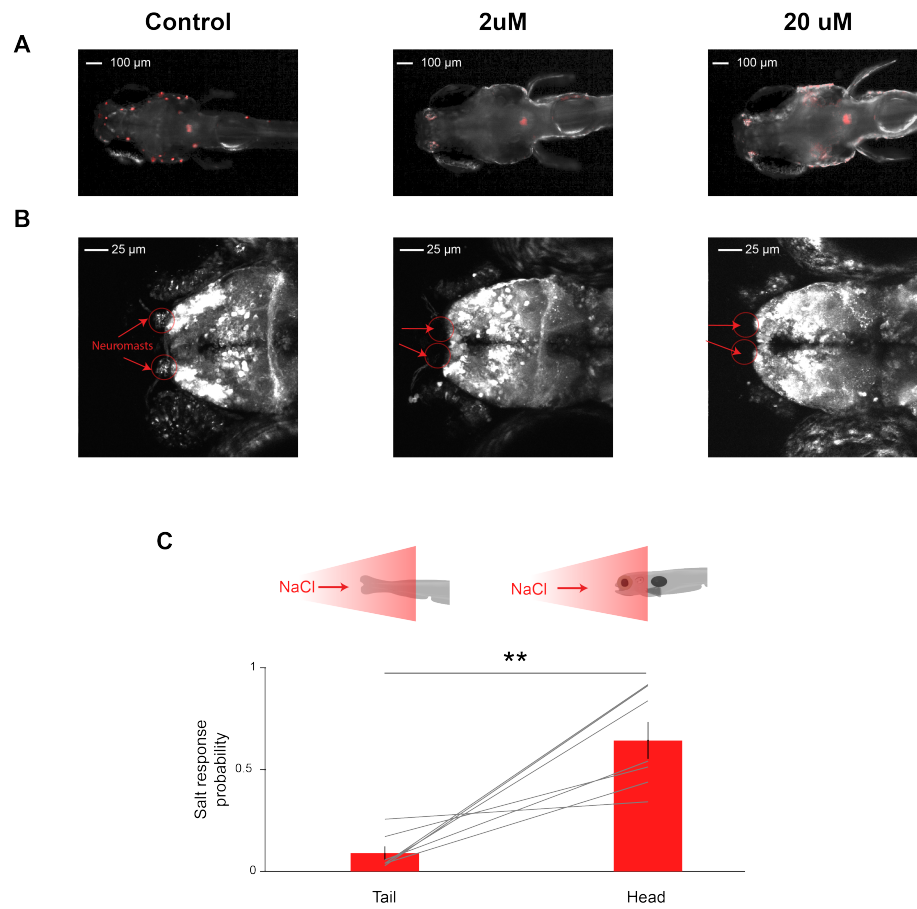 Control
2uM
20 uM
A
100 µm
100 µm
100 µm
B
25 µm
25 µm
25 µm
Neuromasts
C
NaCl
NaCl
**
1
0.5
0
Salt response
probability
Tail
Head